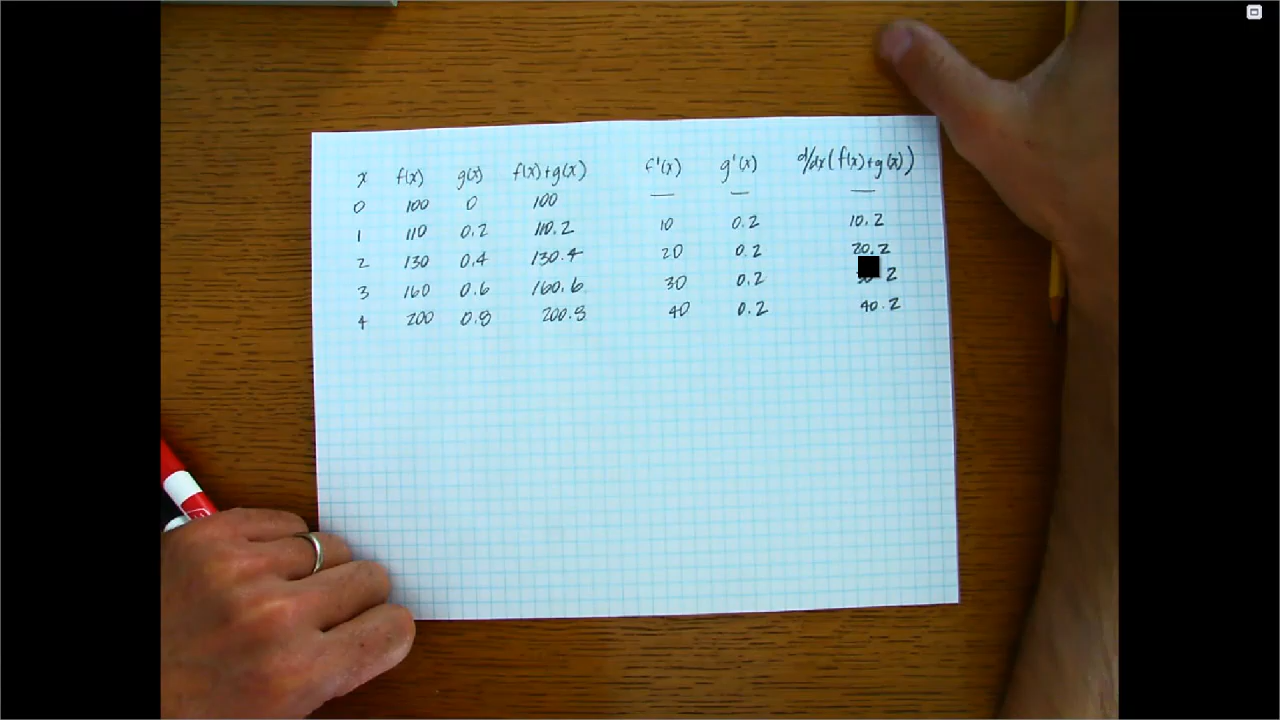 x f(x) g(x) f(x)+g(x) f'(x) g'(x) d/dx(f(x)+g(x))
0 100 0 100 — — —
1 110 0.2 110.2 10 0.2 10.2
2 130 0.4 130.4 20 0.2 20.2
3 160 0.6 160.6 30 0.2
4 200 0.8 200.8 40 0.2 40.2